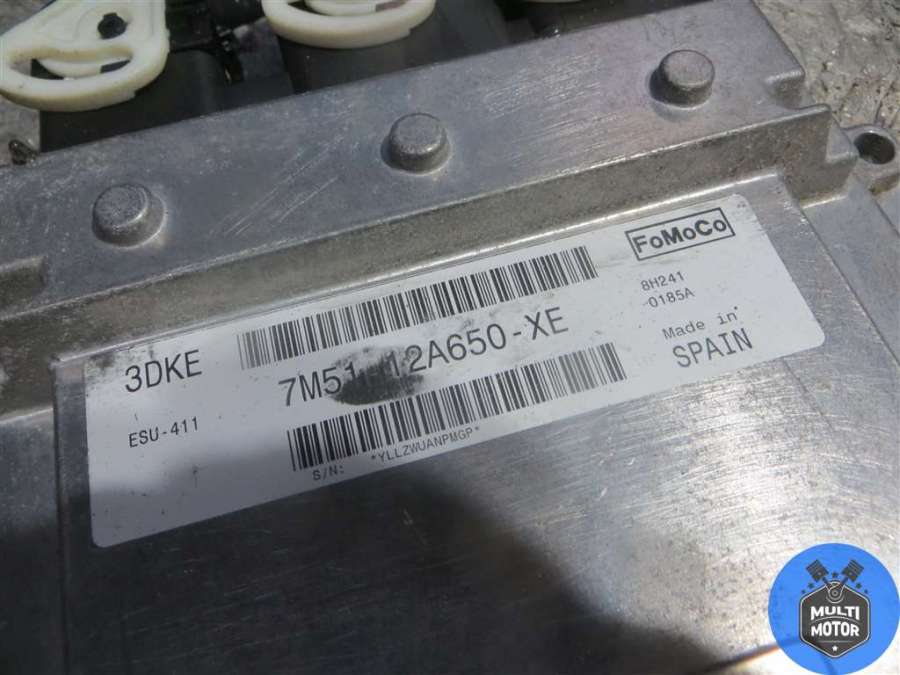 FoMoCo
8H241
0185A
3DKE
7M51 12A650-XE
Made in
SPAIN
ESU-411
S/N: *YLLZWUANPMGP*
MULTI
MOTOR